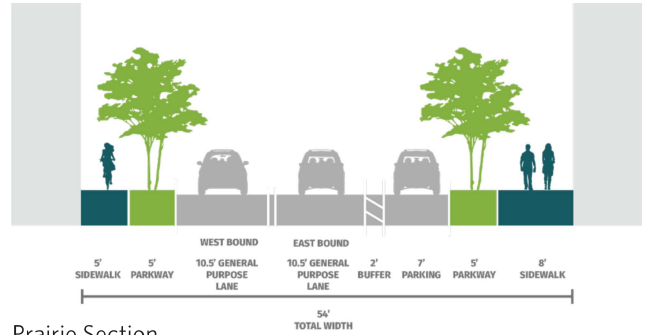 WEST BOUND
EAST BOUND
5'
5'
10.5' GENERAL
10.5' GENERAL
2'
7'
5'
8'
SIDEWALK
PARKWAY
PURPOSE
PURPOSE
BUFFER
PARKING
PARKWAY
SIDEWALK
LANE
LANE
54'
TOTAL WIDTH
Prairie Section